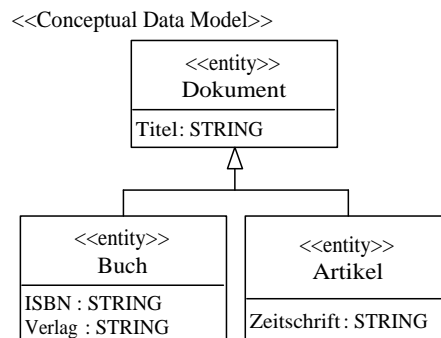 <<Conceptual Data Model>>
<<entity>>
Dokument
Titel: STRING
<<entity>>
Buch
ISBN : STRING
Verlag : STRING
<<entity>>
Artikel
Zeitschrift : STRING